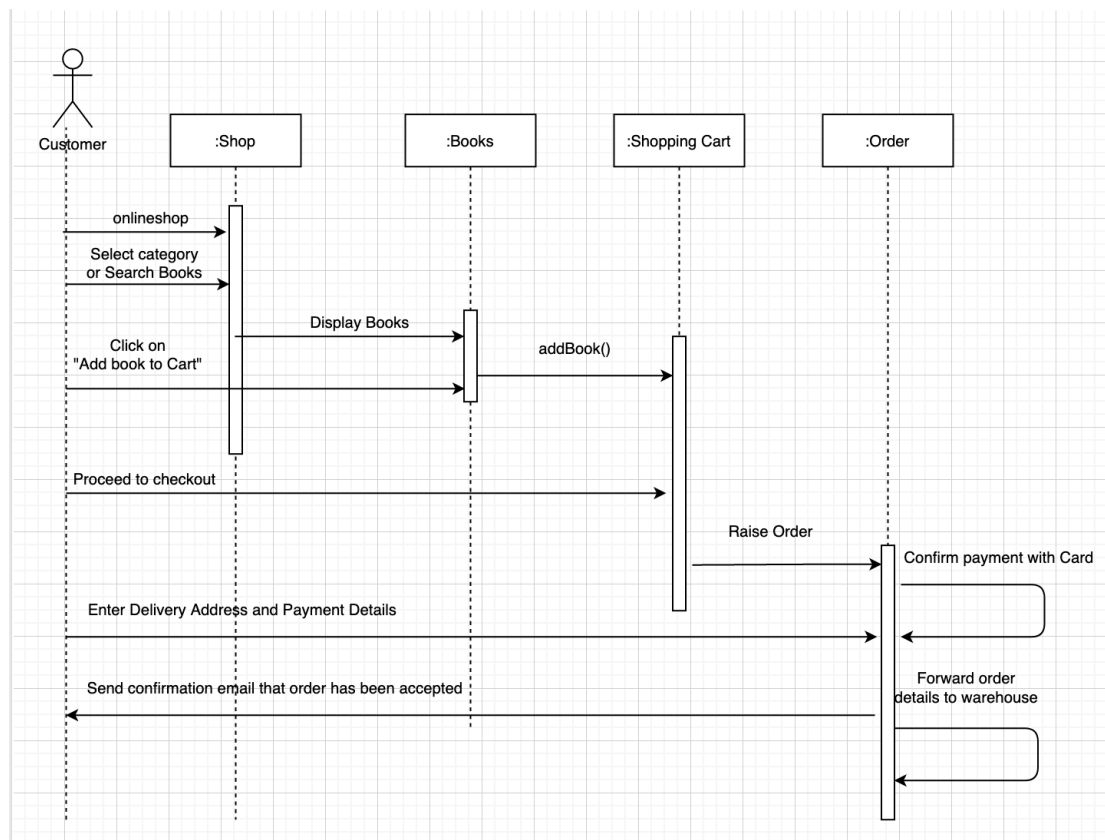 Customer
:Shop
:Books
:Shopping Cart
:Order
onlineshop
Select category
or Search Books
Display Books
Click on
"Add book to Cart"
addBook()
Proceed to checkout
Raise Order
Confirm payment with Card
Enter Delivery Address and Payment Details
Forward order
details to warehouse
Send confirmation email that order has been accepted